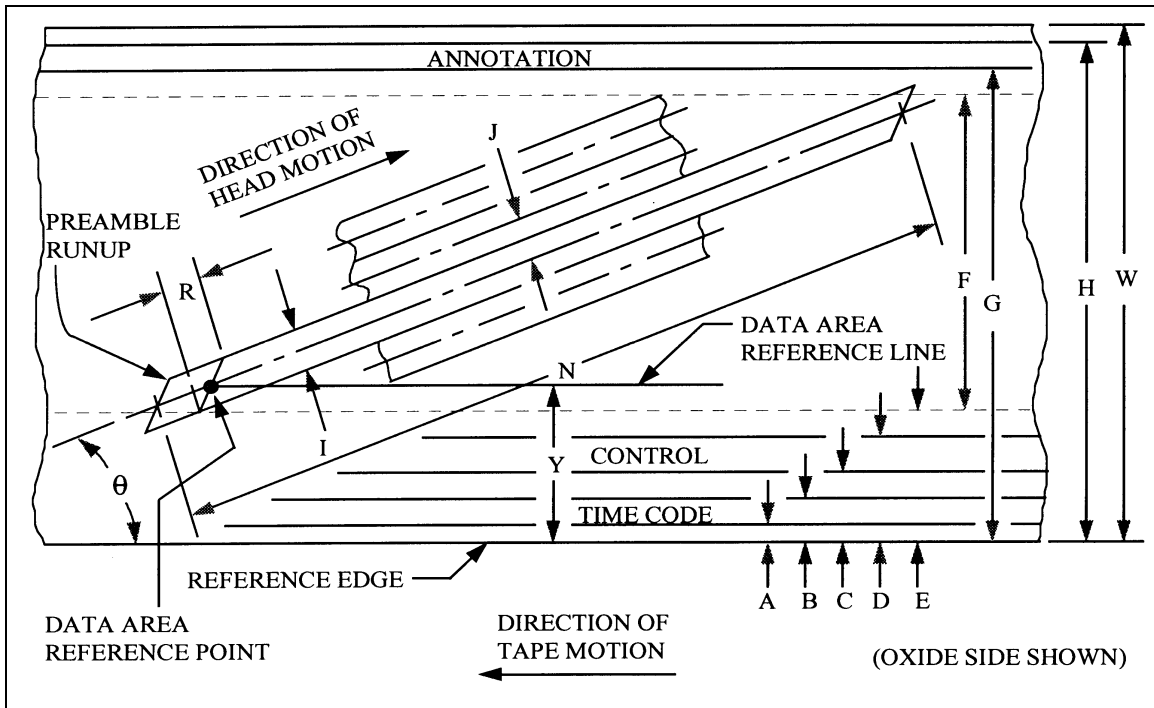 ANNOTATION
J
DIRECTION OF
HEAD MOTION
PREAMBLE
RUNUP
R
F
G
H
W
DATA AREA
REFERENCE LINE
N
I
Y
CONTROL
θ
TIME CODE
REFERENCE EDGE
A
B
C
D
E
DATA AREA
REFERENCE POINT
DIRECTION OF
TAPE MOTION
(OXIDE SIDE SHOWN)